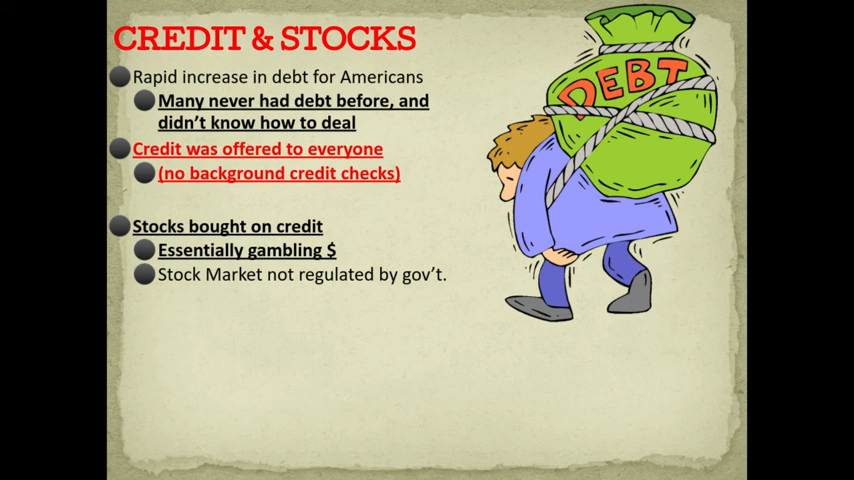 CREDIT & STOCKS
Rapid increase in debt for Americans
Many never had debt before, and
didn't know how to deal
Credit was offered to everyone
(no background credit checks)
Stocks bought on credit
Essentially gambling $
Stock Market not regulated by gov't.
DEBT